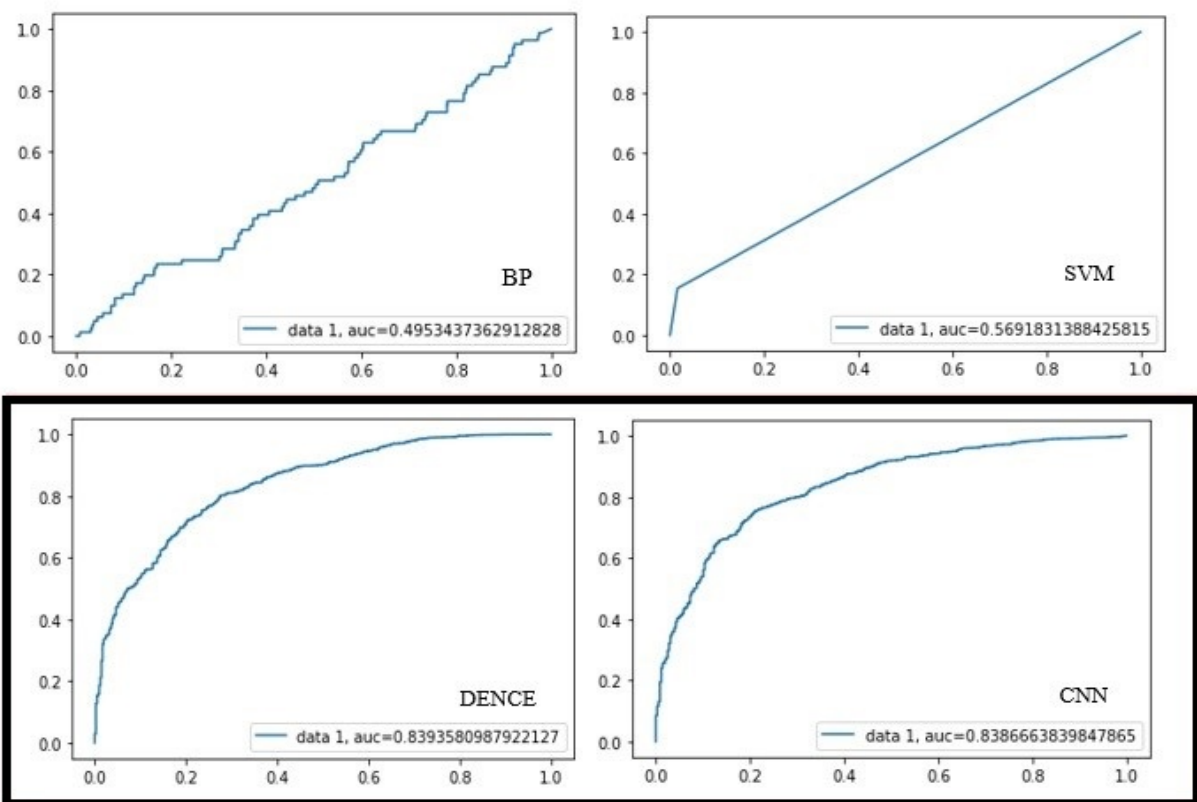 1.0
0.8
0.6
0.4
0.2
0.0
BP
data 1, auc=0.4953437362912828
0.0 0.2 0.4 0.6 0.8 1.0
1.0
0.8
0.6
0.4
0.2
0.0
SVM
data 1, auc=0.5691831388425815
0.0 0.2 0.4 0.6 0.8 1.0
1.0
0.8
0.6
0.4
0.2
0.0
DENCE
data 1, auc=0.8393580987922127
0.0 0.2 0.4 0.6 0.8 1.0
1.0
0.8
0.6
0.4
0.2
0.0
CNN
data 1, auc=0.8386663839847865
0.0 0.2 0.4 0.6 0.8 1.0